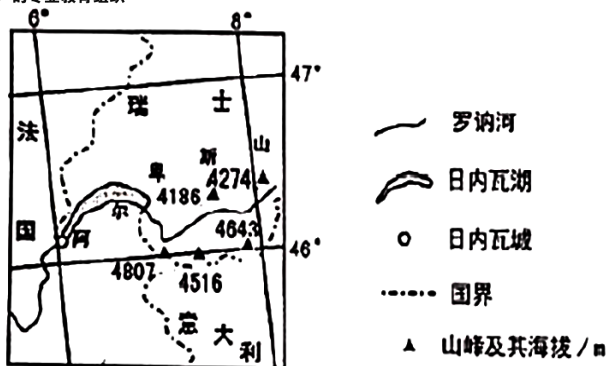 6° 8°
47°
瑞 士
法
阿 尔 卑 斯 山
4274
4186
国
4643
46°
4807 4516
意 大 利
罗讷河
日内瓦湖
日内瓦城
国界
山峰及其海拔/m